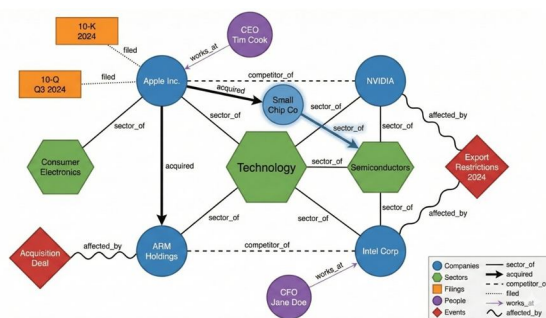 10-K
2024
filed
10-Q
Q3 2024
filed
Apple Inc.
works_at
CEO
Tim Cook
competitor_of
NVIDIA
acquired
Small
Chip Co
sector_of
sector_of
sector_of
affected_by
sector_of
sector_of
Consumer
Electronics
acquired
Technology
sector_of
Semiconductors
Export
Restrictions
2024
sector_of
sector_of
sector_of
affected_by
Acquisition
Deal
affected_by
ARM
Holdings
competitor_of
Intel Corp
works_at
CFO
Jane Doe
Companies
Sectors
Filings
People
Events
sector_of
acquired
competitor_of
filed
works_at
affected_by